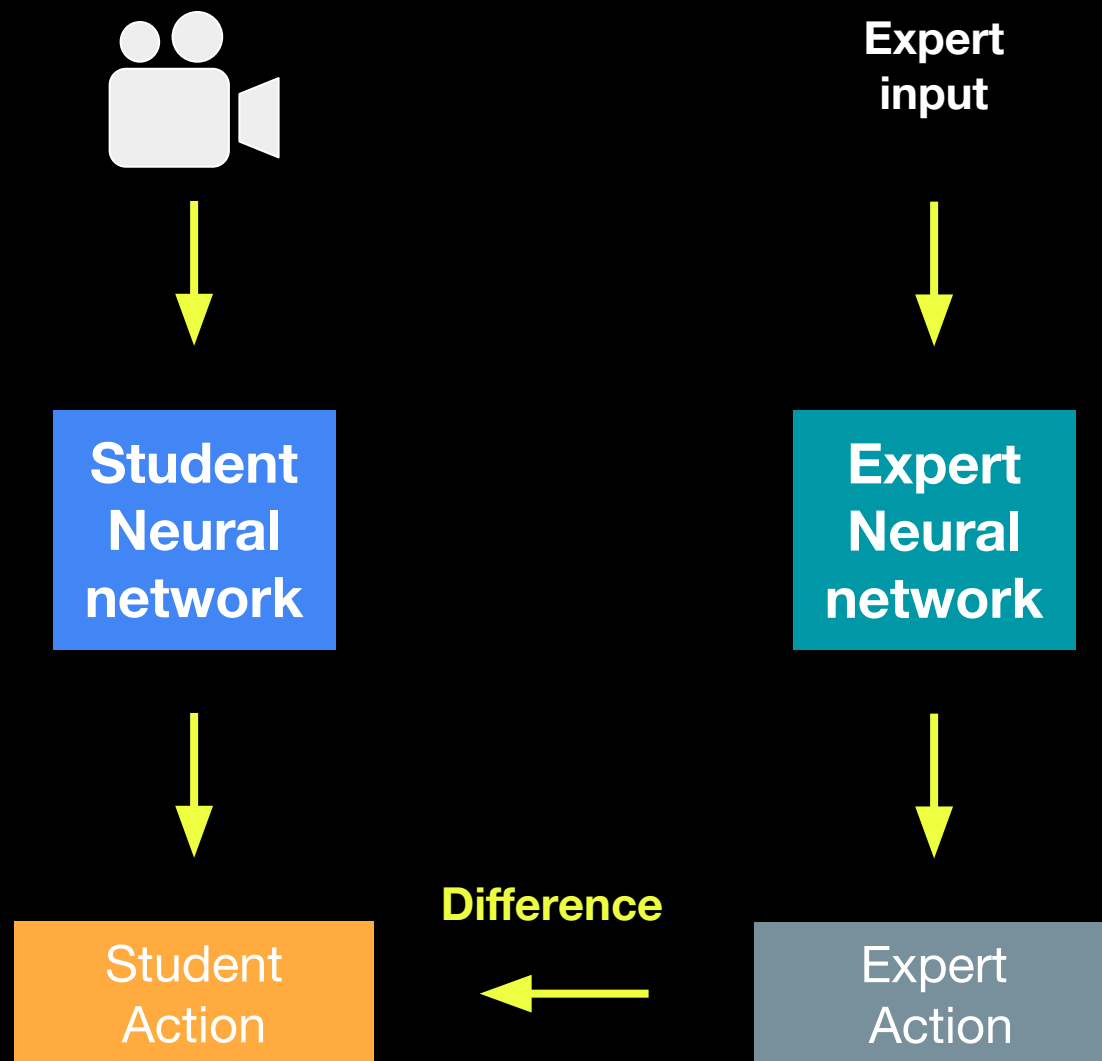 Expert
input
Student
Neural
network
Expert
Neural
network
Difference
Student
Action
Expert
Action